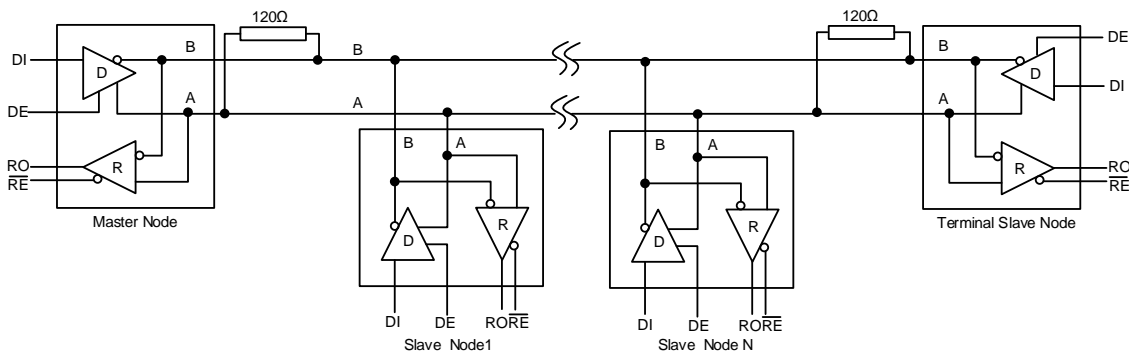 120Ω
120Ω
B
B
B
DE
DI
D
D
DI
A
A
A
DE
B
A
B
A
RO
R
R
RO
RE
RE
Master Node
Terminal Slave Node
R
R
D
D
DI
DE
RO
RE
DI
DE
RO
RE
Slave Node1
Slave Node N